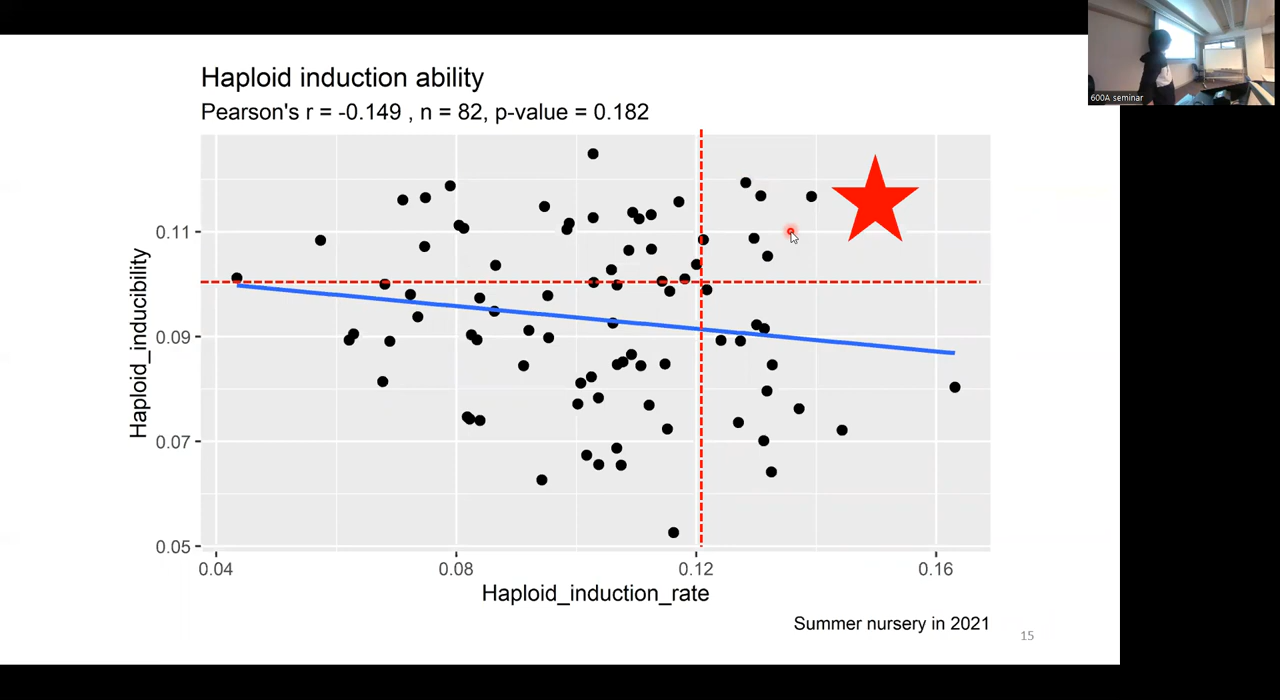 600A seminar
Haploid induction ability
Pearson's r = -0.149 , n = 82, p-value = 0.182
Haploid_inducibility
0.11
0.09
0.07
0.05
0.04
0.08
0.12
0.16
Haploid_induction_rate
Summer nursery in 2021
15